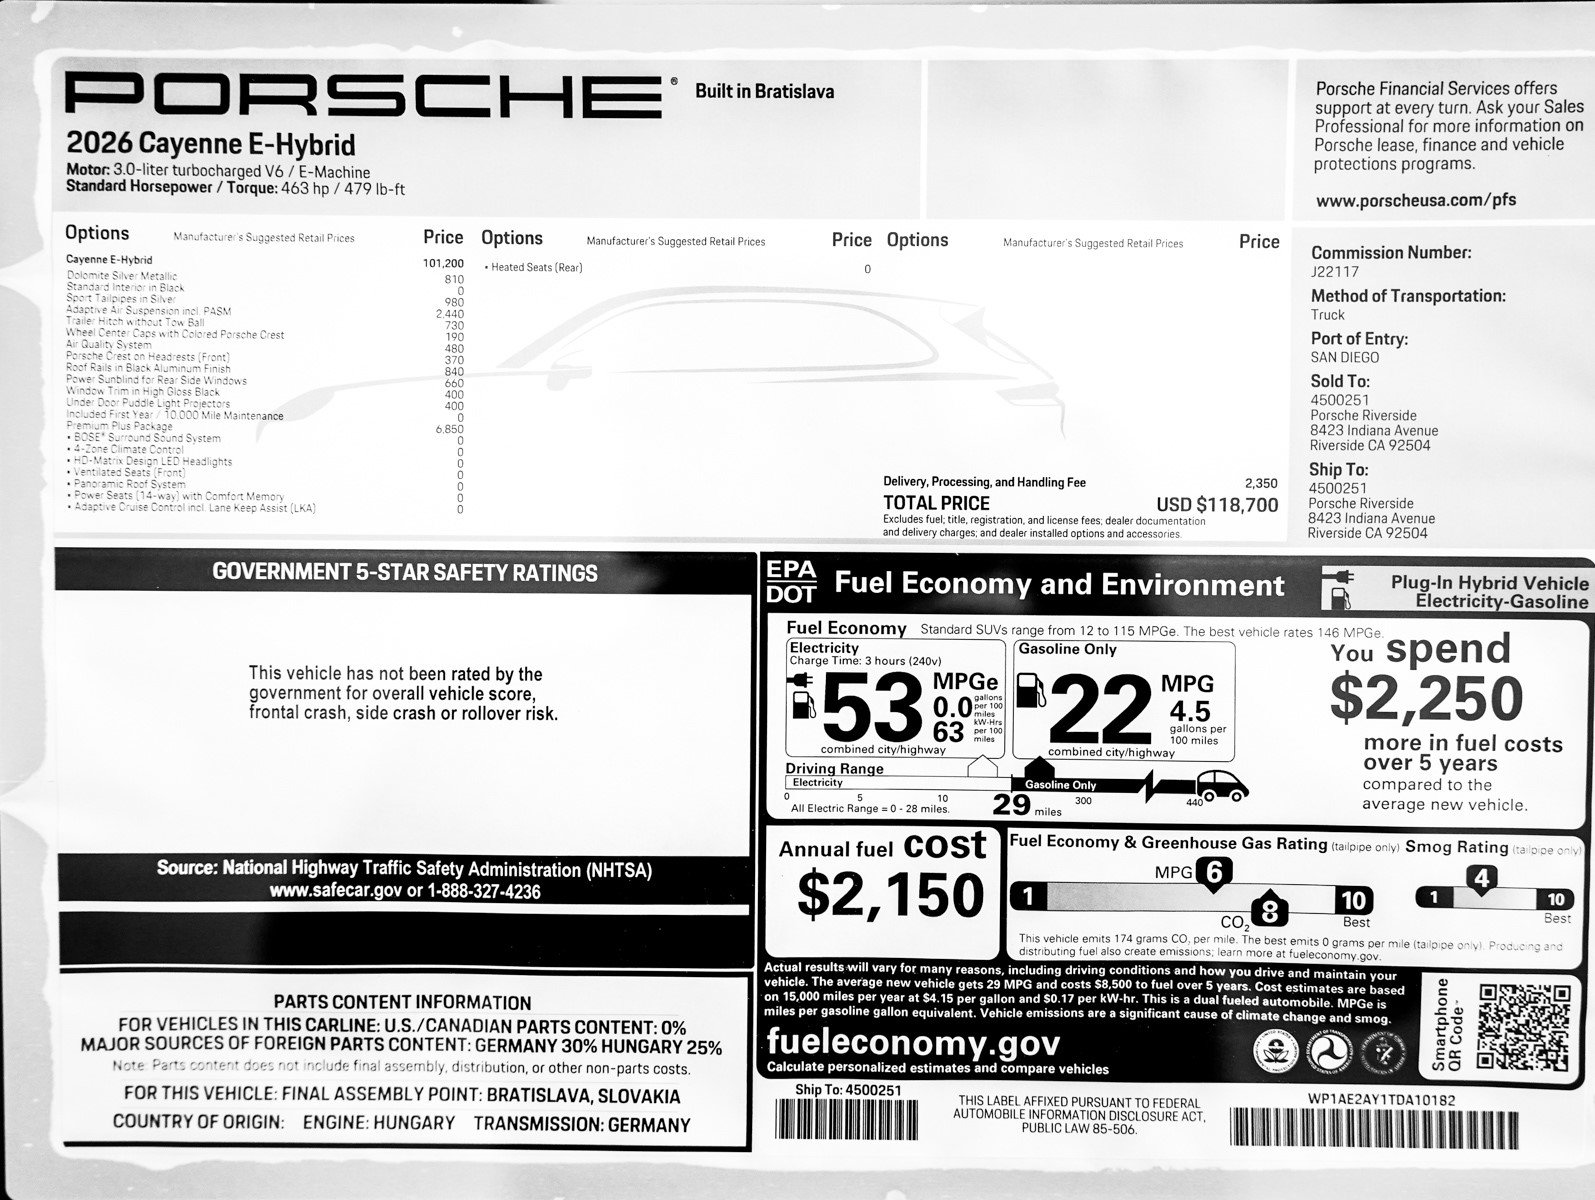 PORSCHE® Built in Bratislava
2026 Cayenne E-Hybrid
Motor: 3.0-liter turbocharged V6 / E-Machine
Standard Horsepower / Torque: 463 hp / 479 lb-ft
Porsche Financial Services offers
support at every turn. Ask your Sales
Professional for more information on
Porsche lease, finance and vehicle
protections programs.
www.porscheusa.com/pfs
Options Manufacturer's Suggested Retail Prices Price
Cayenne E-Hybrid 101,200
Dolomite Silver Metallic 810
Standard Interior in Black 0
Sport Tailpipes in Silver 980
Adaptive Air Suspension incl. PASM 2,440
Trailer Hitch without Tow Ball 730
Wheel Center Caps with Colored Porsche Crest 190
Air Quality System 480
Porsche Crest on Headrests (Front) 370
Roof Rails in Black Aluminum Finish 840
Power Sunblind for Rear Side Windows 660
Window Trim in High Gloss Black 400
Under Door Puddle Light Projectors 400
Included First Year / 10,000 Mile Maintenance 0
Premium Plus Package 6,850
• BOSE® Surround Sound System 0
• 4-Zone Climate Control 0
• HD-Matrix Design LED Headlights 0
• Ventilated Seats (Front) 0
• Panoramic Roof System 0
• Power Seats (14-way) with Comfort Memory 0
• Adaptive Cruise Control incl. Lane Keep Assist (LKA) 0
Options Manufacturer's Suggested Retail Prices Price
• Heated Seats (Rear) 0
Options Manufacturer's Suggested Retail Prices Price
Delivery, Processing, and Handling Fee 2,350
TOTAL PRICE USD $118,700
Excludes fuel; title, registration, and license fees; dealer documentation
and delivery charges; and dealer installed options and accessories.
Commission Number:
J22117
Method of Transportation:
Truck
Port of Entry:
SAN DIEGO
Sold To:
4500251
Porsche Riverside
8423 Indiana Avenue
Riverside CA 92504
Ship To:
4500251
Porsche Riverside
8423 Indiana Avenue
Riverside CA 92504
GOVERNMENT 5-STAR SAFETY RATINGS
This vehicle has not been rated by the
government for overall vehicle score,
frontal crash, side crash or rollover risk.
Source: National Highway Traffic Safety Administration (NHTSA)
www.safecar.gov or 1-888-327-4236
PARTS CONTENT INFORMATION
FOR VEHICLES IN THIS CARLINE: U.S./CANADIAN PARTS CONTENT: 0%
MAJOR SOURCES OF FOREIGN PARTS CONTENT: GERMANY 30% HUNGARY 25%
Note: Parts content does not include final assembly, distribution, or other non-parts costs.
FOR THIS VEHICLE: FINAL ASSEMBLY POINT: BRATISLAVA, SLOVAKIA
COUNTRY OF ORIGIN: ENGINE: HUNGARY TRANSMISSION: GERMANY
EPA
DOT
Fuel Economy and Environment
Plug-In Hybrid Vehicle
Electricity-Gasoline
Fuel Economy Standard SUVs range from 12 to 115 MPGe. The best vehicle rates 146 MPGe.
Electricity
Charge Time: 3 hours (240v)
53 MPGe
0.0 gallons per 100 miles
63 kW-Hrs per 100 miles
combined city/highway
Gasoline Only
22 MPG
4.5 gallons per 100 miles
combined city/highway
You spend
$2,250
more in fuel costs
over 5 years
compared to the
average new vehicle.
Driving Range
Electricity Gasoline Only
0 5 10 29 miles 300 440
All Electric Range = 0 - 28 miles.
Annual fuel cost
$2,150
Fuel Economy & Greenhouse Gas Rating (tailpipe only) Smog Rating (tailpipe only)
MPG 6
1 10
CO2 8 Best
4
1 10
Best
This vehicle emits 174 grams CO2 per mile. The best emits 0 grams per mile (tailpipe only). Producing and
distributing fuel also create emissions; learn more at fueleconomy.gov.
Actual results will vary for many reasons, including driving conditions and how you drive and maintain your
vehicle. The average new vehicle gets 29 MPG and costs $8,500 to fuel over 5 years. Cost estimates are based
on 15,000 miles per year at $4.15 per gallon and $0.17 per kW-hr. This is a dual fueled automobile. MPGe is
miles per gasoline gallon equivalent. Vehicle emissions are a significant cause of climate change and smog.
fueleconomy.gov
Calculate personalized estimates and compare vehicles
Smartphone
QR Code™
Ship To: 4500251
THIS LABEL AFFIXED PURSUANT TO FEDERAL
AUTOMOBILE INFORMATION DISCLOSURE ACT,
PUBLIC LAW 85-506.
WP1AE2AY1TDA10182